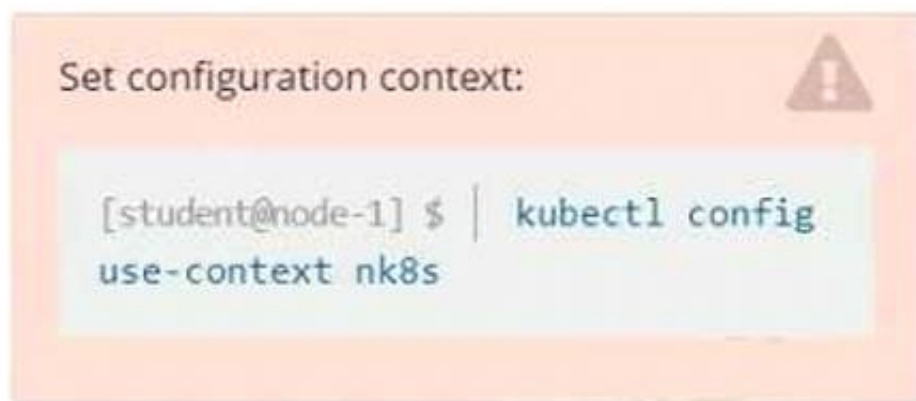 Set configuration context:
[student@node-1] $ | kubectl config
use-context nk8s